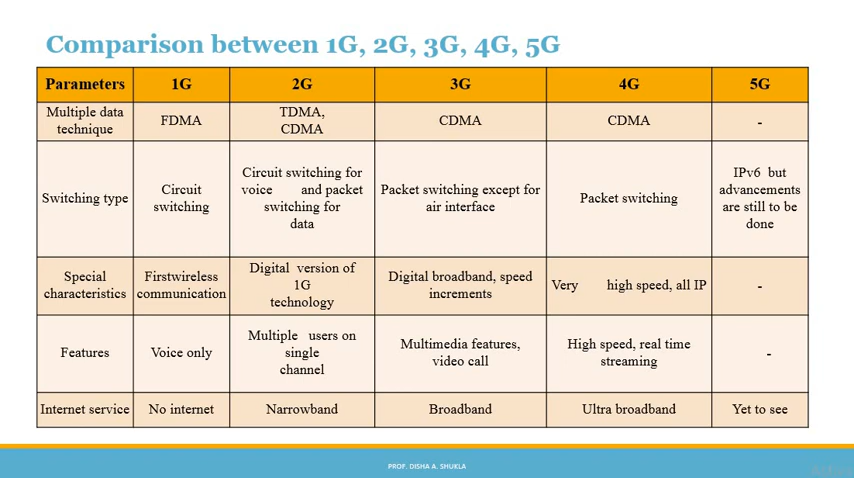 Comparison between 1G, 2G, 3G, 4G, 5G
Parameters 1G 2G 3G 4G 5G
Multiple data
technique
FDMA
TDMA,
CDMA
CDMA
CDMA
-
Switching type
Circuit
switching
Circuit switching for
voice and packet
switching for
data
Packet switching except for
air interface
Packet switching
IPv6 but
advancements
are still to be
done
Special
characteristics
Firstwireless
communication
Digital version of
1G
technology
Digital broadband, speed
increments
Very high speed, all IP
-
Features
Voice only
Multiple users on
single
channel
Multimedia features,
video call
High speed, real time
streaming
-
Internet service No internet Narrowband Broadband Ultra broadband Yet to see
PROF. DISHA A. SHUKLA